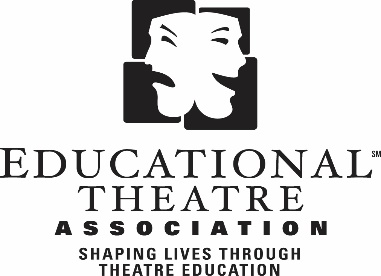 EDUCATIONAL℠
THEATRE
ASSOCIATION
SHAPING LIVES THROUGH
THEATRE EDUCATION